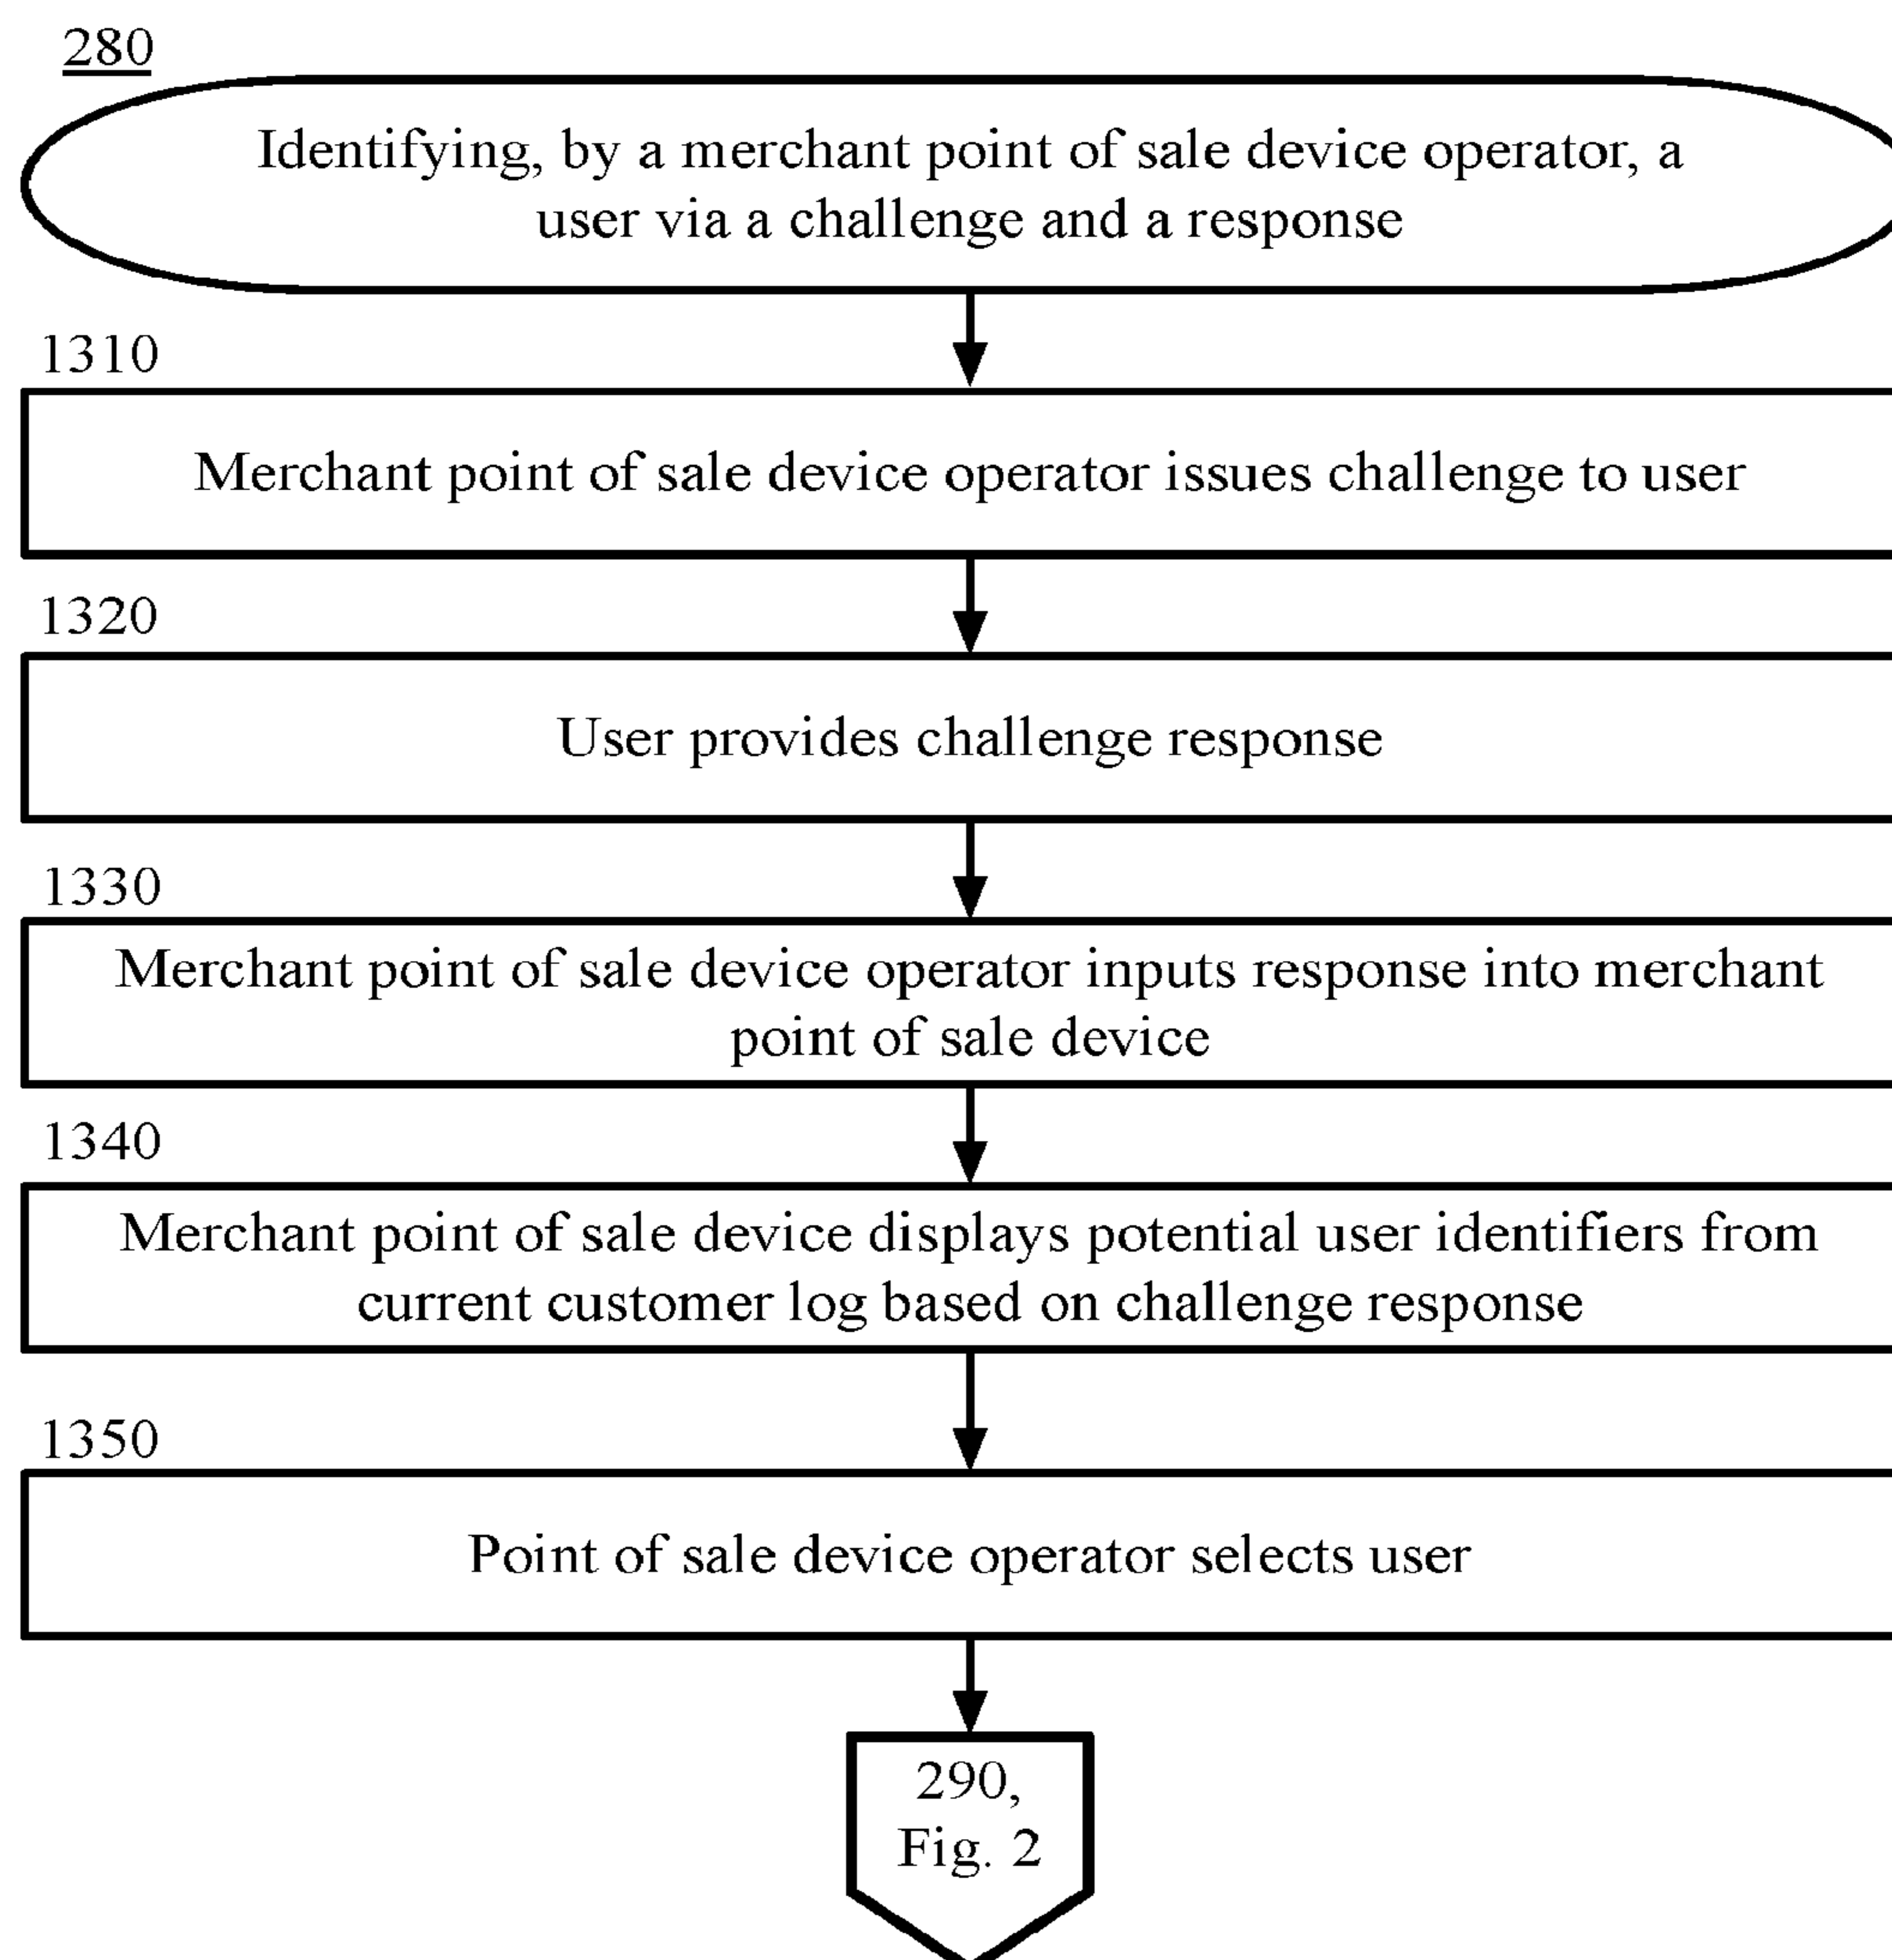 280
Identifying, by a merchant point of sale device operator, a
user via a challenge and a response
1310
Merchant point of sale device operator issues challenge to user
1320
User provides challenge response
1330
Merchant point of sale device operator inputs response into merchant
point of sale device
1340
Merchant point of sale device displays potential user identifiers from
current customer log based on challenge response
1350
Point of sale device operator selects user
290,
Fig. 2